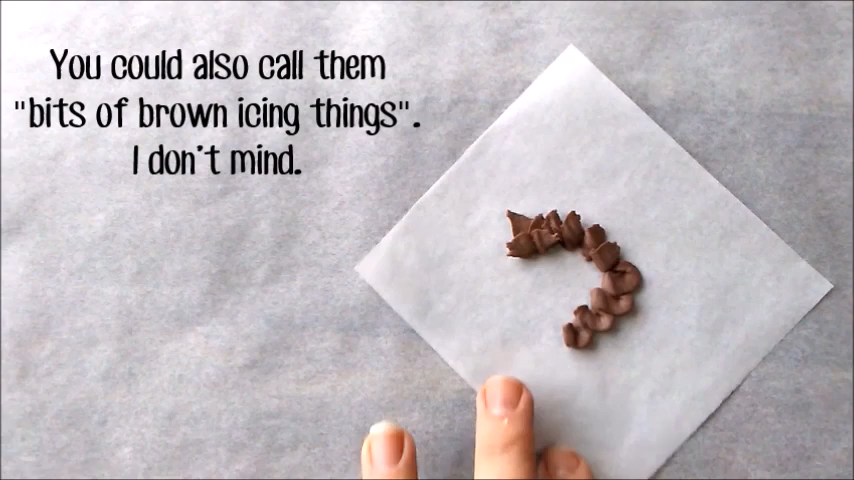 You could also call them
"bits of brown icing things".
I don't mind.